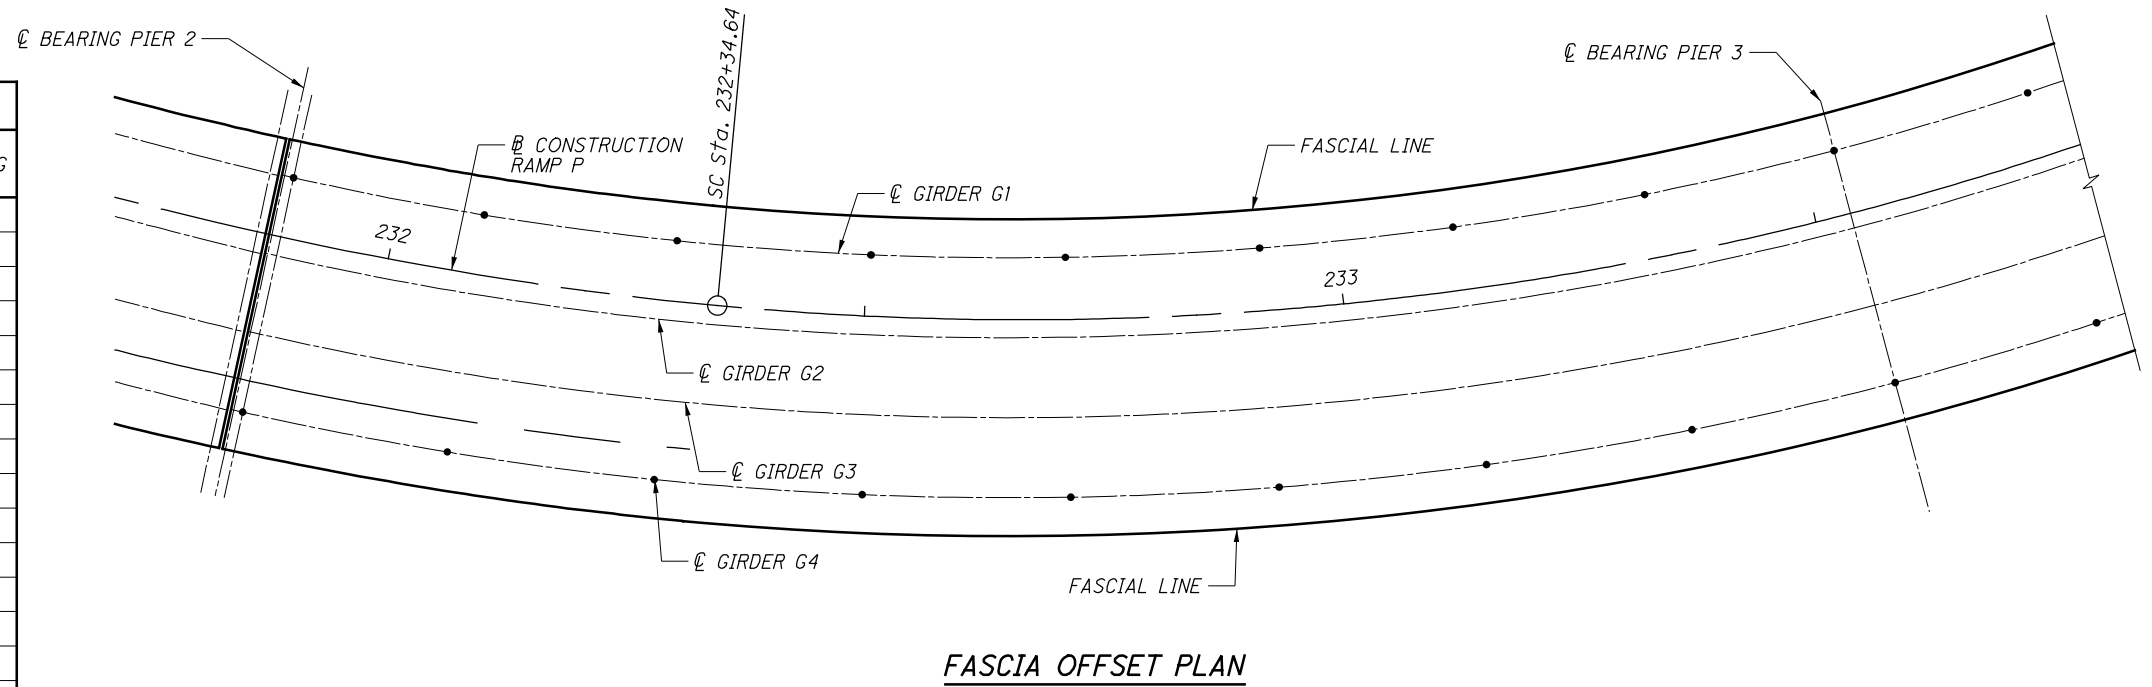 ℄ BEARING PIER 2
SC Sta. 232+34.64
℄ BEARING PIER 3
G
B CONSTRUCTION
RAMP P
FASCIAL LINE
℄ GIRDER G1
232
233
℄ GIRDER G2
℄ GIRDER G3
℄ GIRDER G4
FASCIAL LINE
FASCIA OFFSET PLAN